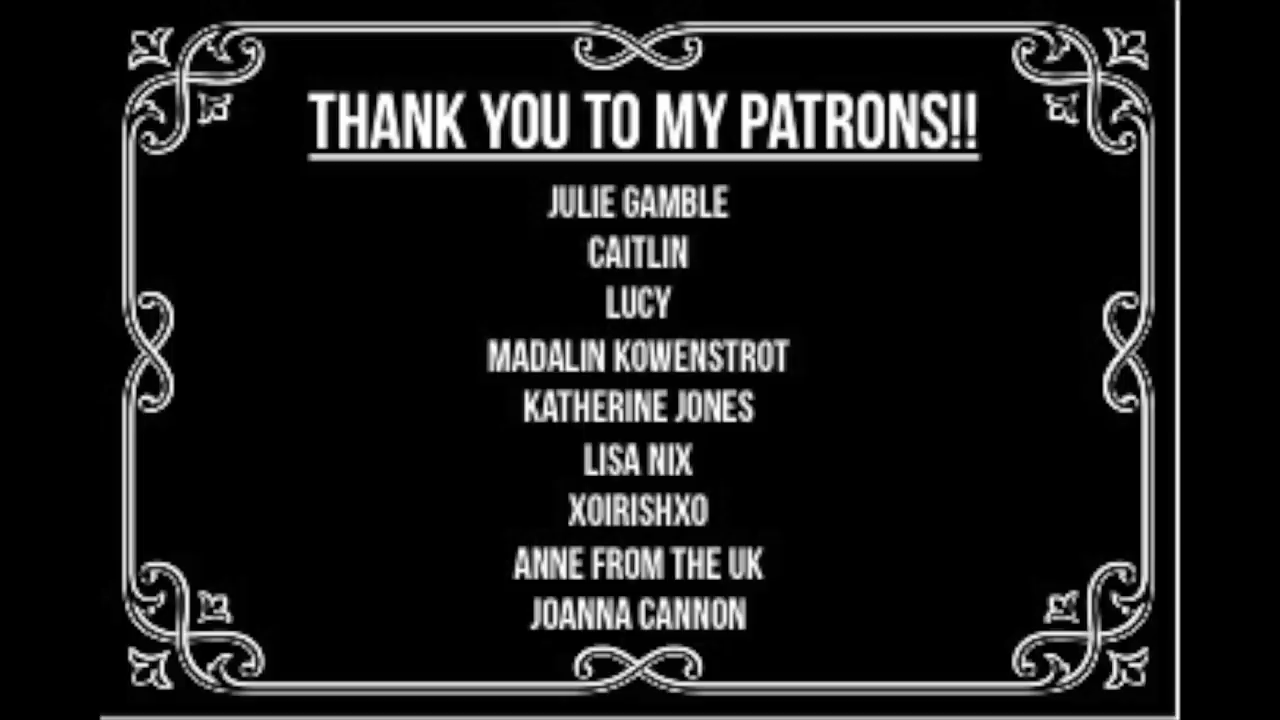 THANK YOU TO MY PATRONS!!
JULIE GAMBLE
CAITLIN
LUCY
MADALIN KOWENSTROT
KATHERINE JONES
LISA NIX
XOIRISHXO
ANNE FROM THE UK
JOANNA CANNON